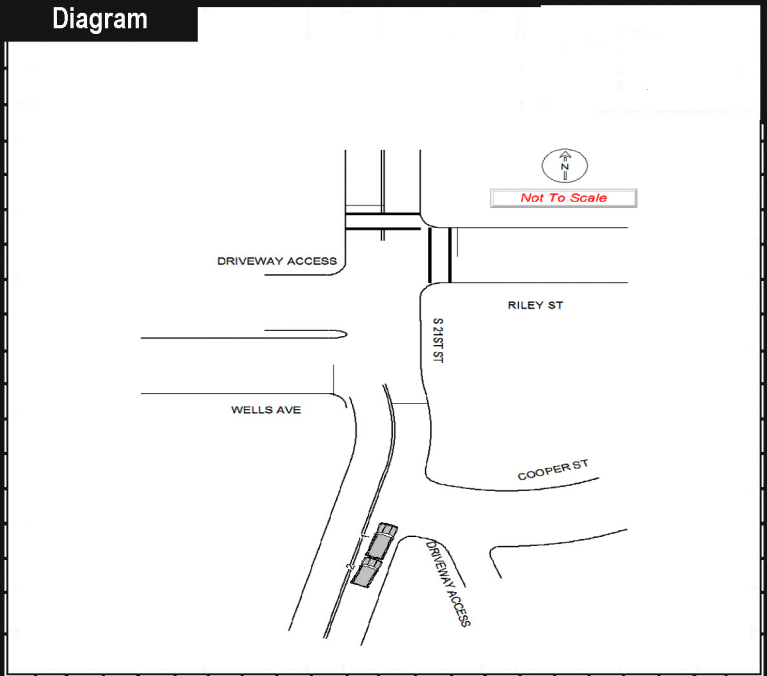 Diagram
N
Not To Scale
DRIVEWAY ACCESS
RILEY ST
S 21ST ST
WELLS AVE
COOPER ST
DRIVEWAY ACCESS
1
2